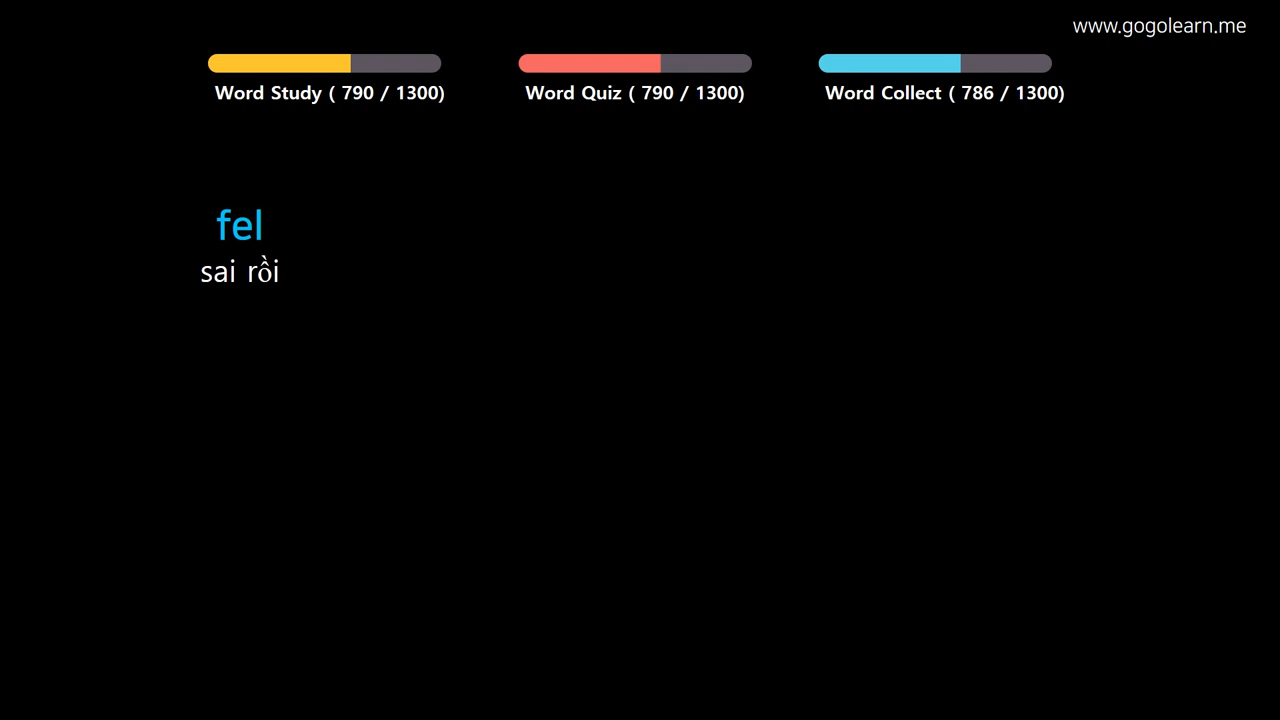 www.gogolearn.me
Word Study ( 790 / 1300)
Word Quiz ( 790 / 1300)
Word Collect ( 786 / 1300)
fel
sai rồi